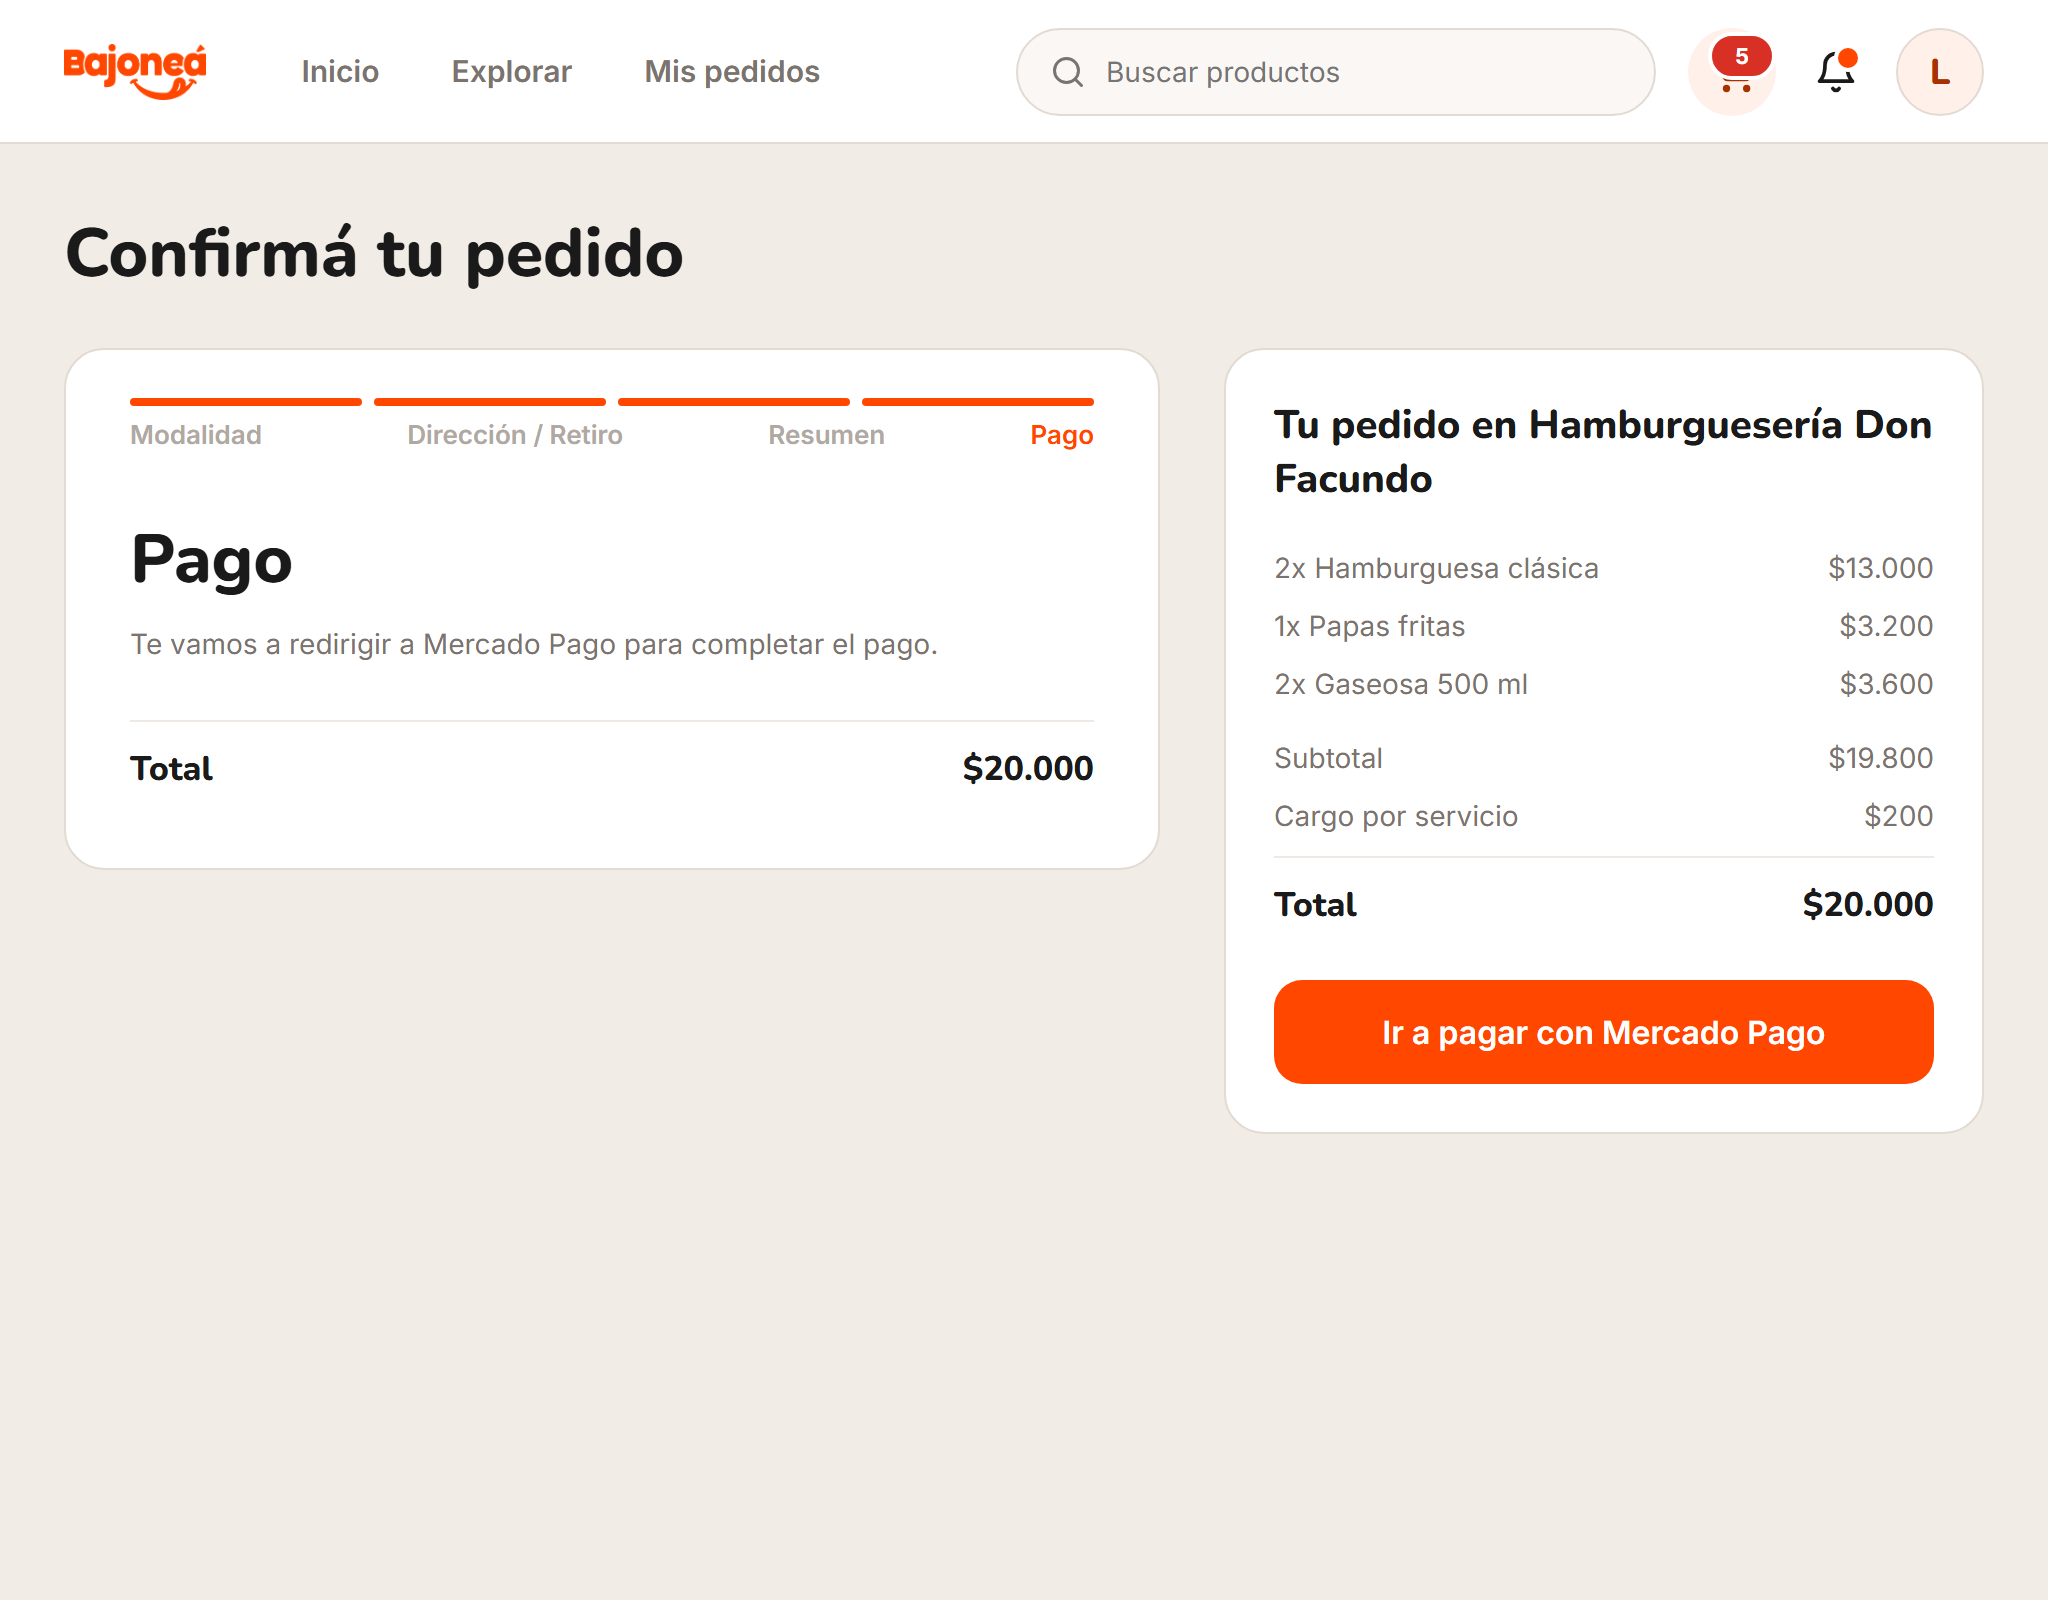 Bajoneá
Inicio
Explorar
Mis pedidos
Buscar productos
5
L
Confirmá tu pedido
Modalidad
Dirección / Retiro
Resumen
Pago
Pago
Te vamos a redirigir a Mercado Pago para completar el pago.
Total $20.000
Tu pedido en Hamburguesería Don
Facundo
2x Hamburguesa clásica $13.000
1x Papas fritas $3.200
2x Gaseosa 500 ml $3.600
Subtotal $19.800
Cargo por servicio $200
Total $20.000
Ir a pagar con Mercado Pago